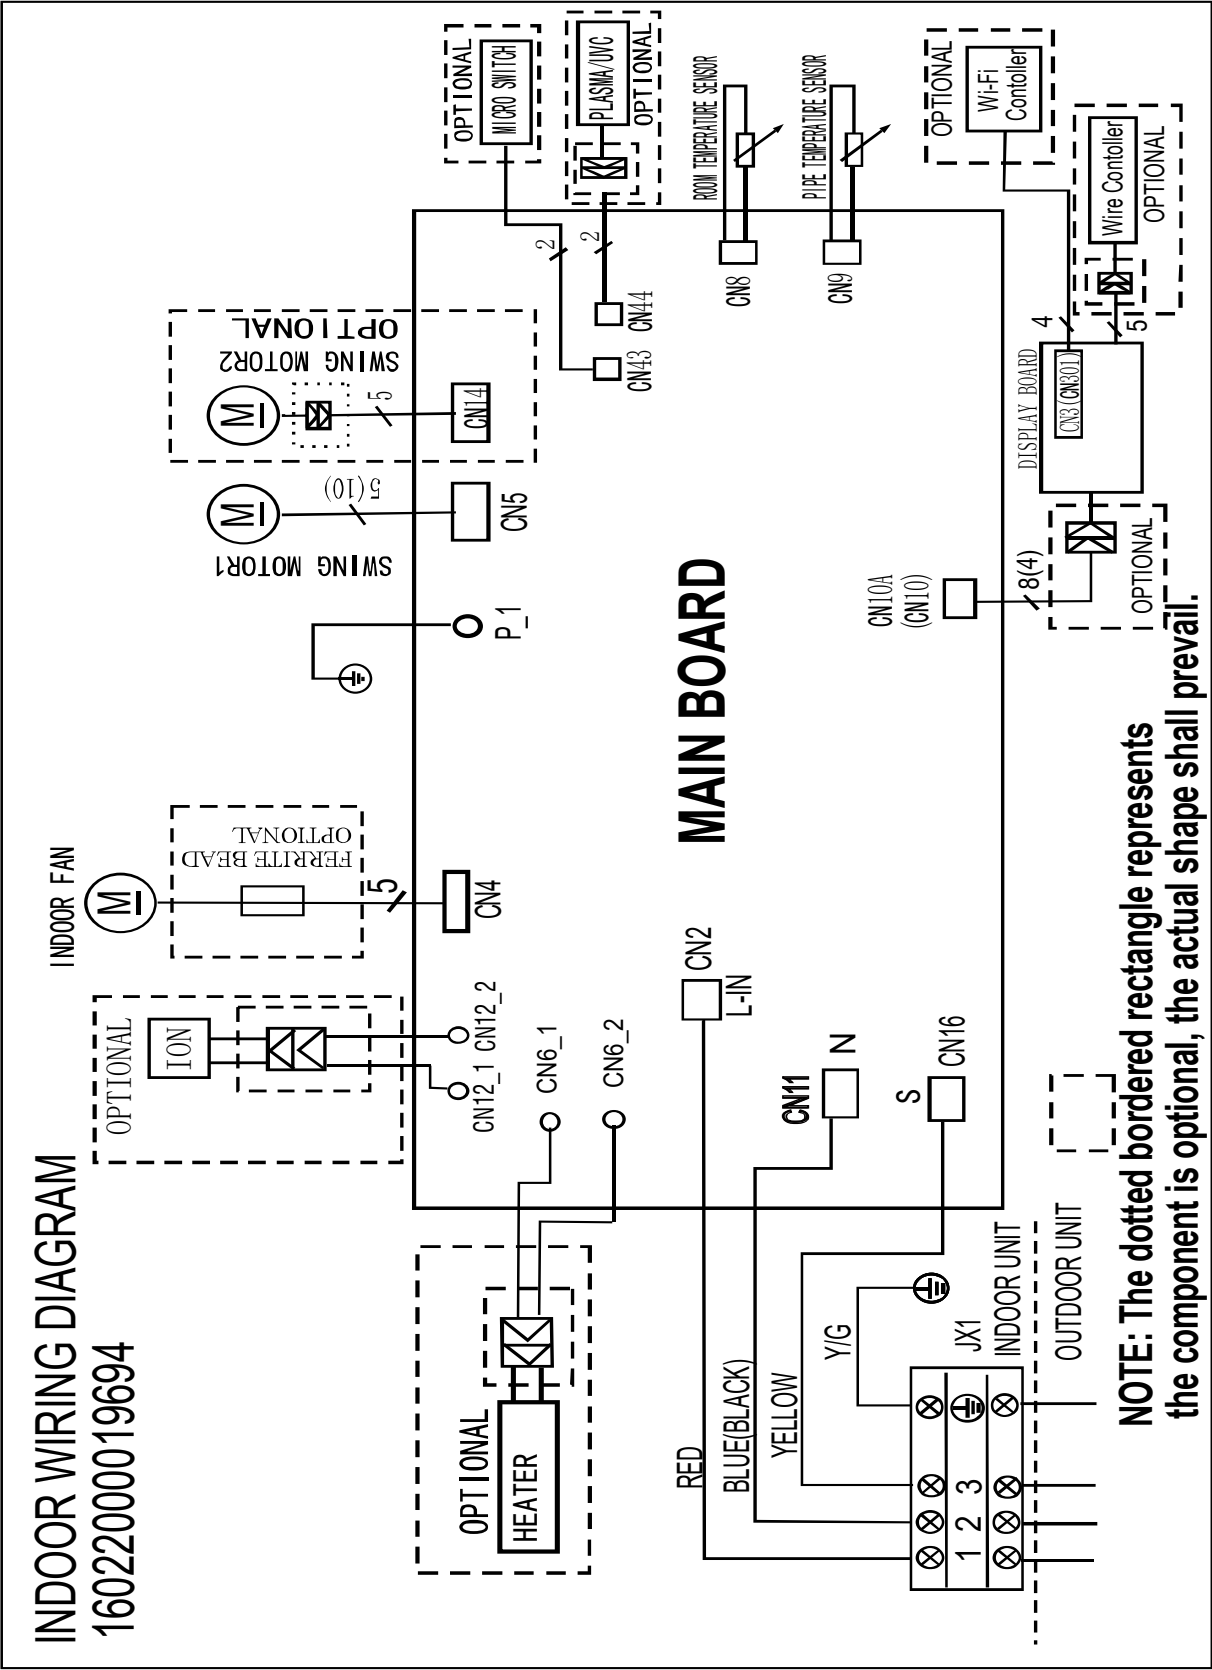 INDOOR WIRING DIAGRAM
16022000019694
OPTIONAL
ION
INDOOR FAN
M
FERRITE BEAD
OPTIONAL
5
CN4
CN12_1
CN12_2
CN6_1
CN6_2
OPTIONAL
HEATER
P_1
SWING MOTOR1
M
5(10)
CN5
SWING MOTOR2
OPTIONAL
M
5
CN14
OPTIONAL
MICRO SWITCH
2
CN43
PLASMA/UVC
OPTIONAL
2
CN44
ROOM TEMPERATURE SENSOR
CN8
PIPE TEMPERATURE SENSOR
CN9
MAIN BOARD
CN2
L-IN
CN11
N
S
CN16
RED
BLUE(BLACK)
YELLOW
Y/G
1 2 3
JX1
INDOOR UNIT
OUTDOOR UNIT
CN10A
(CN10)
8(4)
OPTIONAL
DISPLAY BOARD
CN3(CN301)
4
5
OPTIONAL
Wi-Fi
Contoller
Wire Contoller
OPTIONAL
NOTE: The dotted bordered rectangle represents
the component is optional, the actual shape shall prevail.